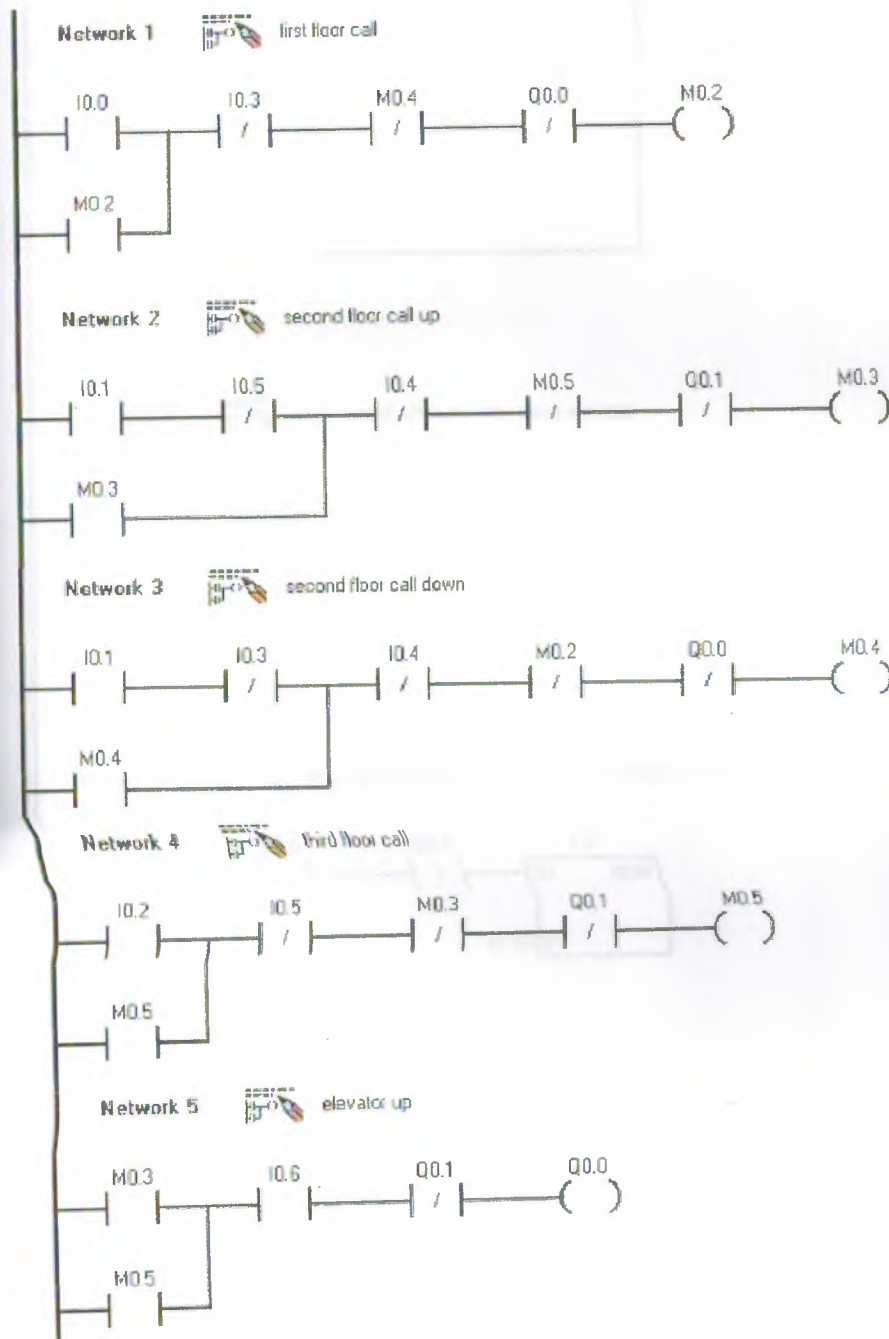 Network 1 first floor call
I0.0 I0.3 M0.4 Q0.0 M0.2
/ / /
M0.2
Network 2 second floor call up
I0.1 I0.5 I0.4 M0.5 Q0.1 M0.3
/ / / /
M0.3
Network 3 second floor call down
I0.1 I0.3 I0.4 M0.2 Q0.0 M0.4
/ / / /
M0.4
Network 4 third floor call
I0.2 I0.5 M0.3 Q0.1 M0.5
/ / /
M0.5
Network 5 elevator up
M0.3 I0.6 Q0.1 Q0.0
/
M0.5